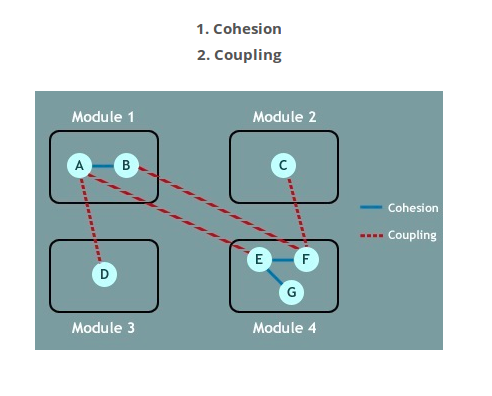 1. Cohesion
2. Coupling
Module 1
Module 2
A
B
C
Cohesion
Coupling
D
E
F
G
Module 3
Module 4